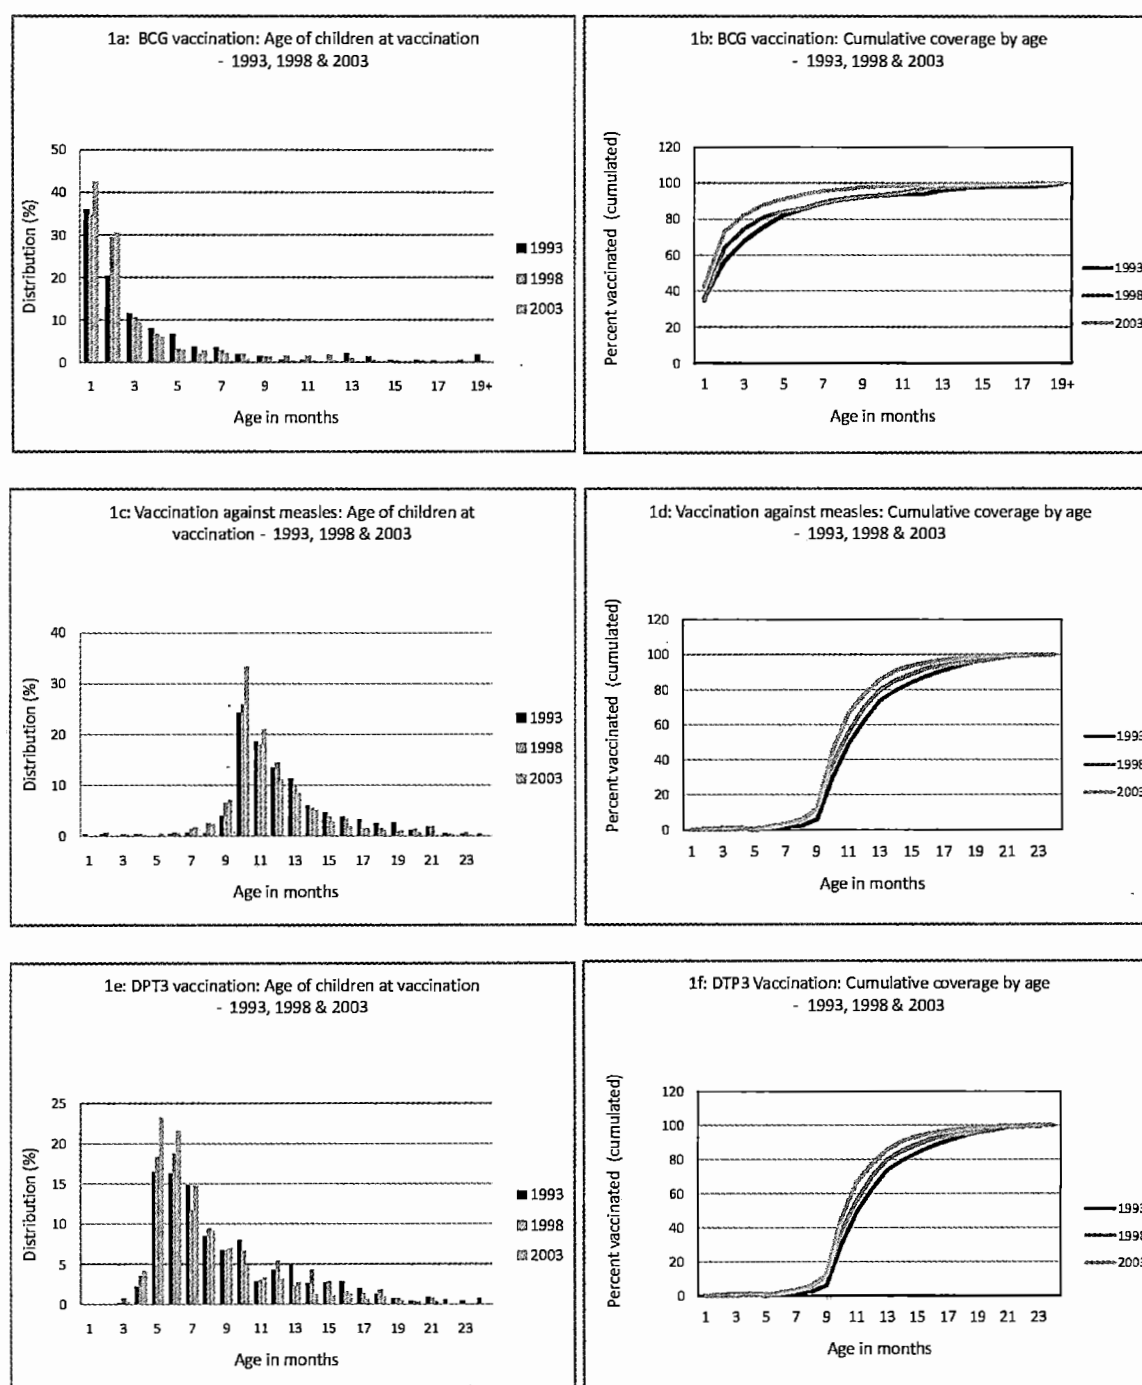 1a: BCG vaccination: Age of children at vaccination
- 1993, 1998 & 2003
Distribution (%)
50
40
30
20
10
0
1 3 5 7 9 11 13 15 17 19+
Age in months
1993
1998
2003
1b: BCG vaccination: Cumulative coverage by age
- 1993, 1998 & 2003
Percent vaccinated (cumulated)
120
100
80
60
40
20
0
1 3 5 7 9 11 13 15 17 19+
Age in months
1993
1998
2003
1c: Vaccination against measles: Age of children at
vaccination - 1993, 1998 & 2003
Distribution (%)
40
30
20
10
0
1 3 5 7 9 11 13 15 17 19 21 23
Age in months
1993
1998
2003
1d: Vaccination against measles: Cumulative coverage by age
- 1993, 1998 & 2003
Percent vaccinated (cumulated)
120
100
80
60
40
20
0
1 3 5 7 9 11 13 15 17 19 21 23
Age in months
1993
1998
2003
1e: DPT3 vaccination: Age of children at vaccination
- 1993, 1998 & 2003
Distribution (%)
25
20
15
10
5
0
1 3 5 7 9 11 13 15 17 19 21 23
Age in months
1993
1998
2003
1f: DTP3 Vaccination: Cumulative coverage by age
- 1993, 1998 & 2003
Percent vaccinated (cumulated)
120
100
80
60
40
20
0
1 3 5 7 9 11 13 15 17 19 21 23
Age in months
1993
1998
2003